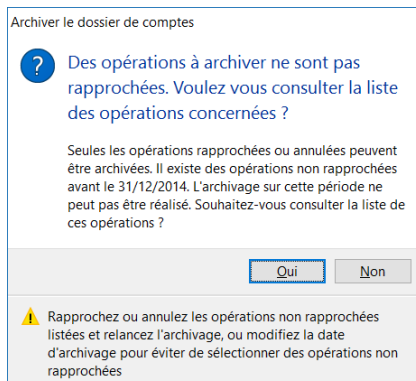 Archiver le dossier de comptes
Des opérations à archiver ne sont pas
rapprochées. Voulez vous consulter la liste
des opérations concernées ?
Seules les opérations rapprochées ou annulées peuvent
être archivées. Il existe des opérations non rapprochées
avant le 31/12/2014. L'archivage sur cette période ne
peut pas être réalisé. Souhaitez-vous consulter la liste de
ces opérations ?
Oui
Non
Rapprochez ou annulez les opérations non rapprochées
listées et relancez l'archivage, ou modifiez la date
d'archivage pour éviter de sélectionner des opérations non
rapprochées